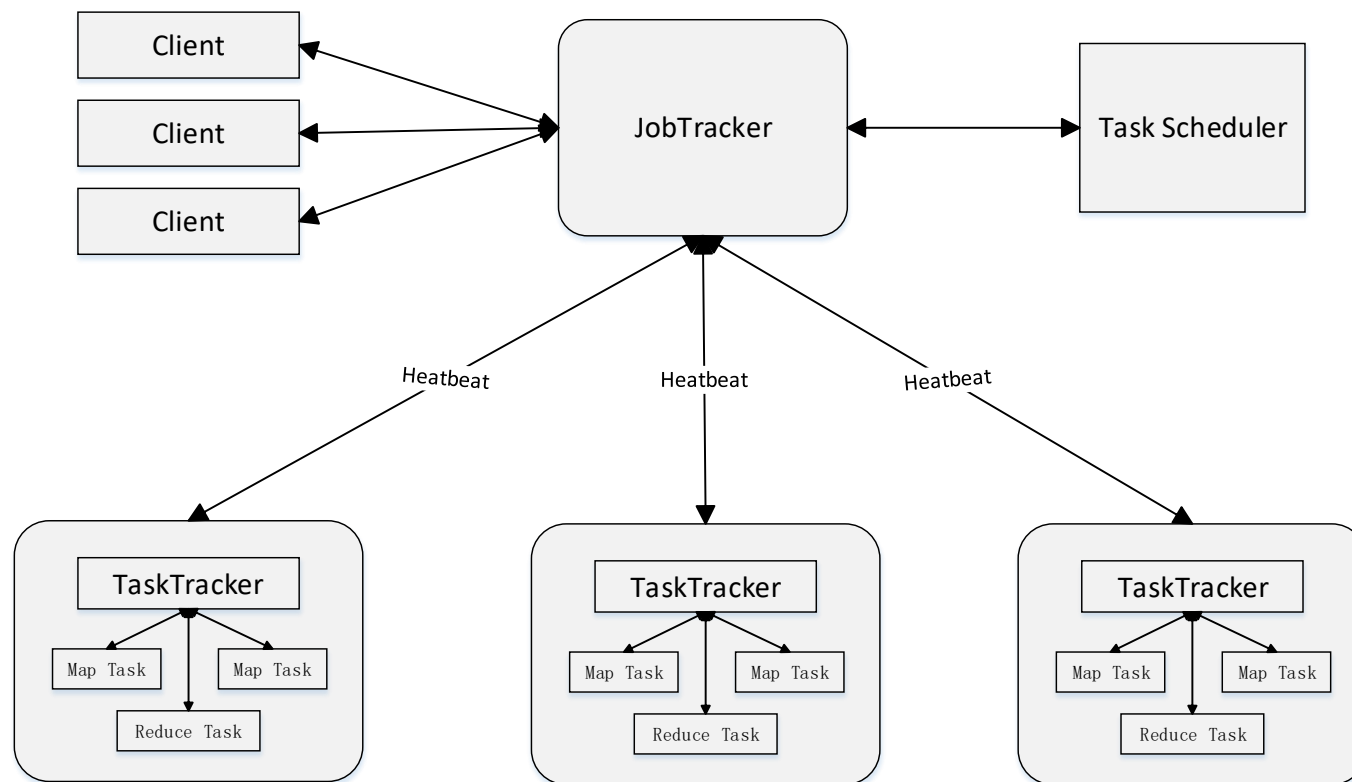 Client
Client
Client
JobTracker
Task Scheduler
Heatbeat
Heatbeat
Heatbeat
TaskTracker
Map Task
Map Task
Reduce Task
TaskTracker
Map Task
Map Task
Reduce Task
TaskTracker
Map Task
Map Task
Reduce Task